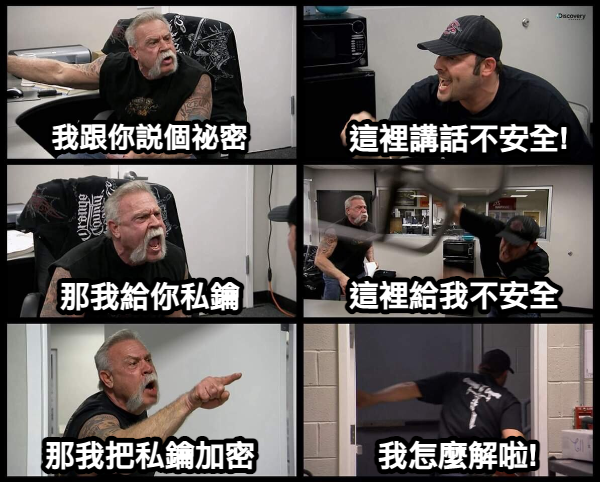 Discovery
我跟你說個祕密
這裡講話不安全!
Orange
County
那我給你私鑰
這裡給我不安全
那我把私鑰加密
我怎麼解啦!